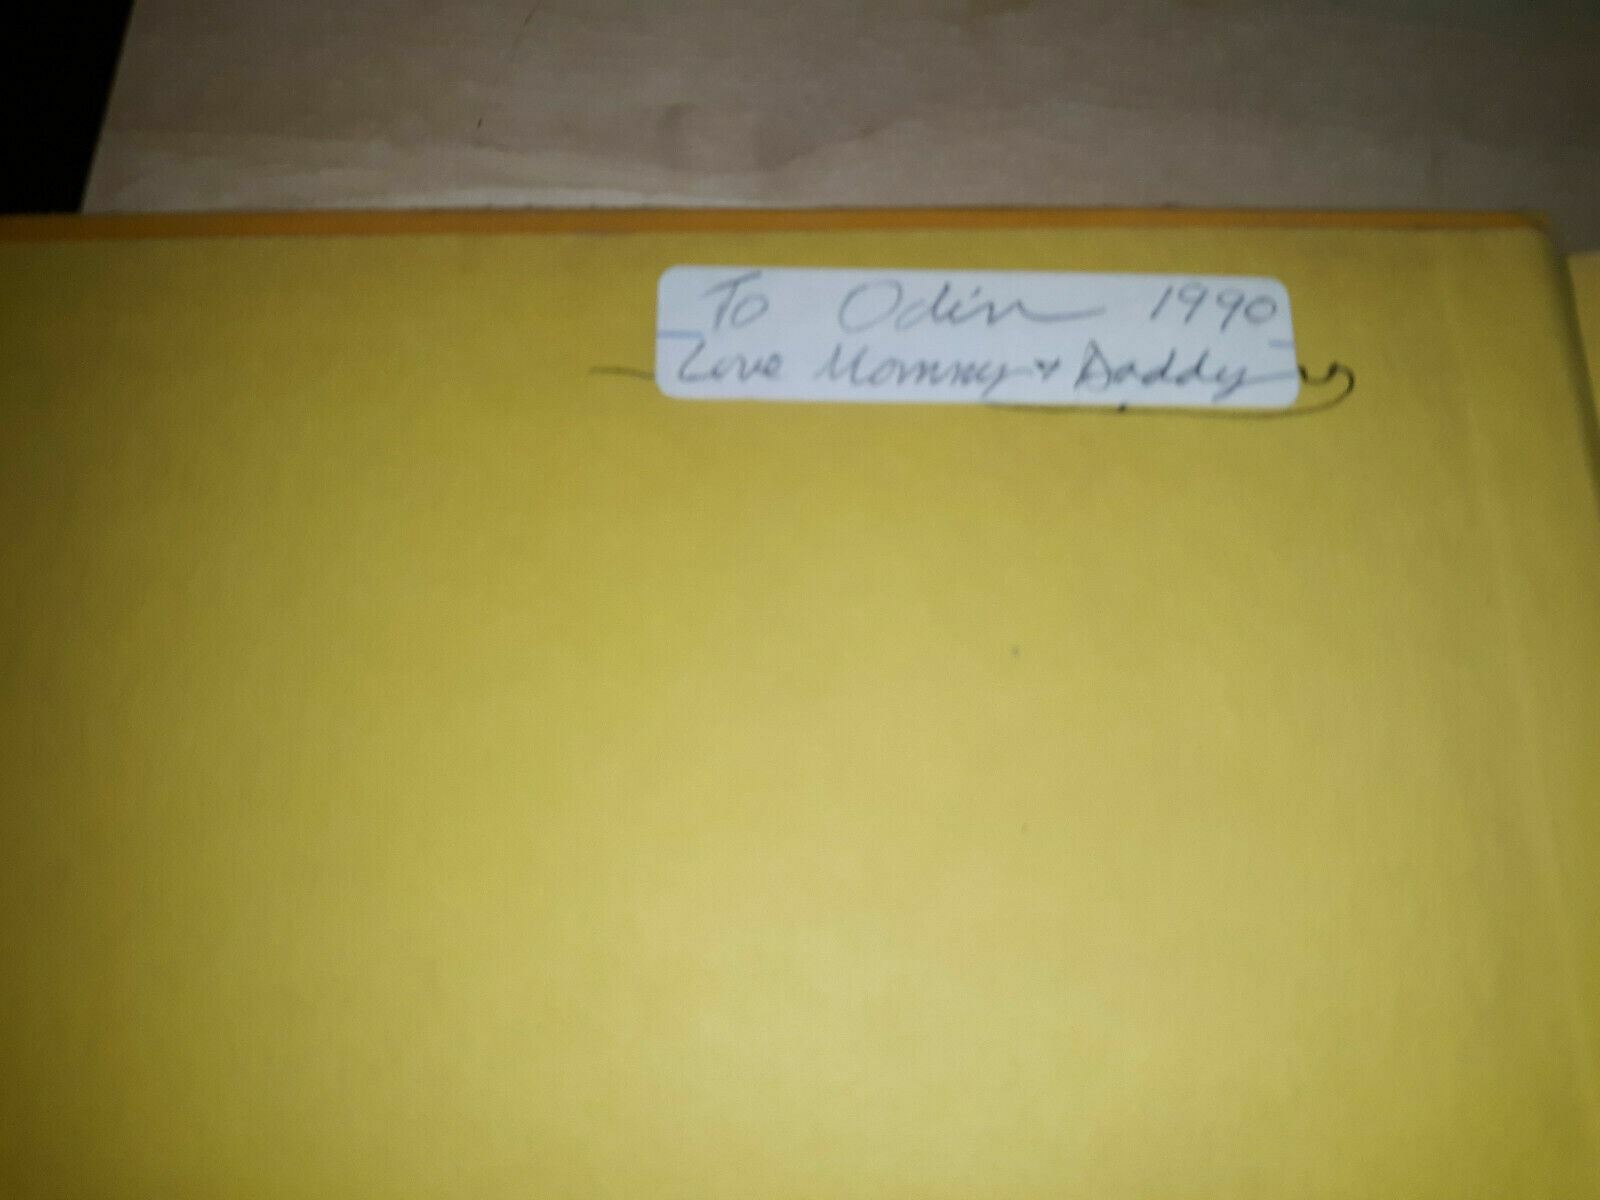 To Odin 1990
Love Mommy + Daddy